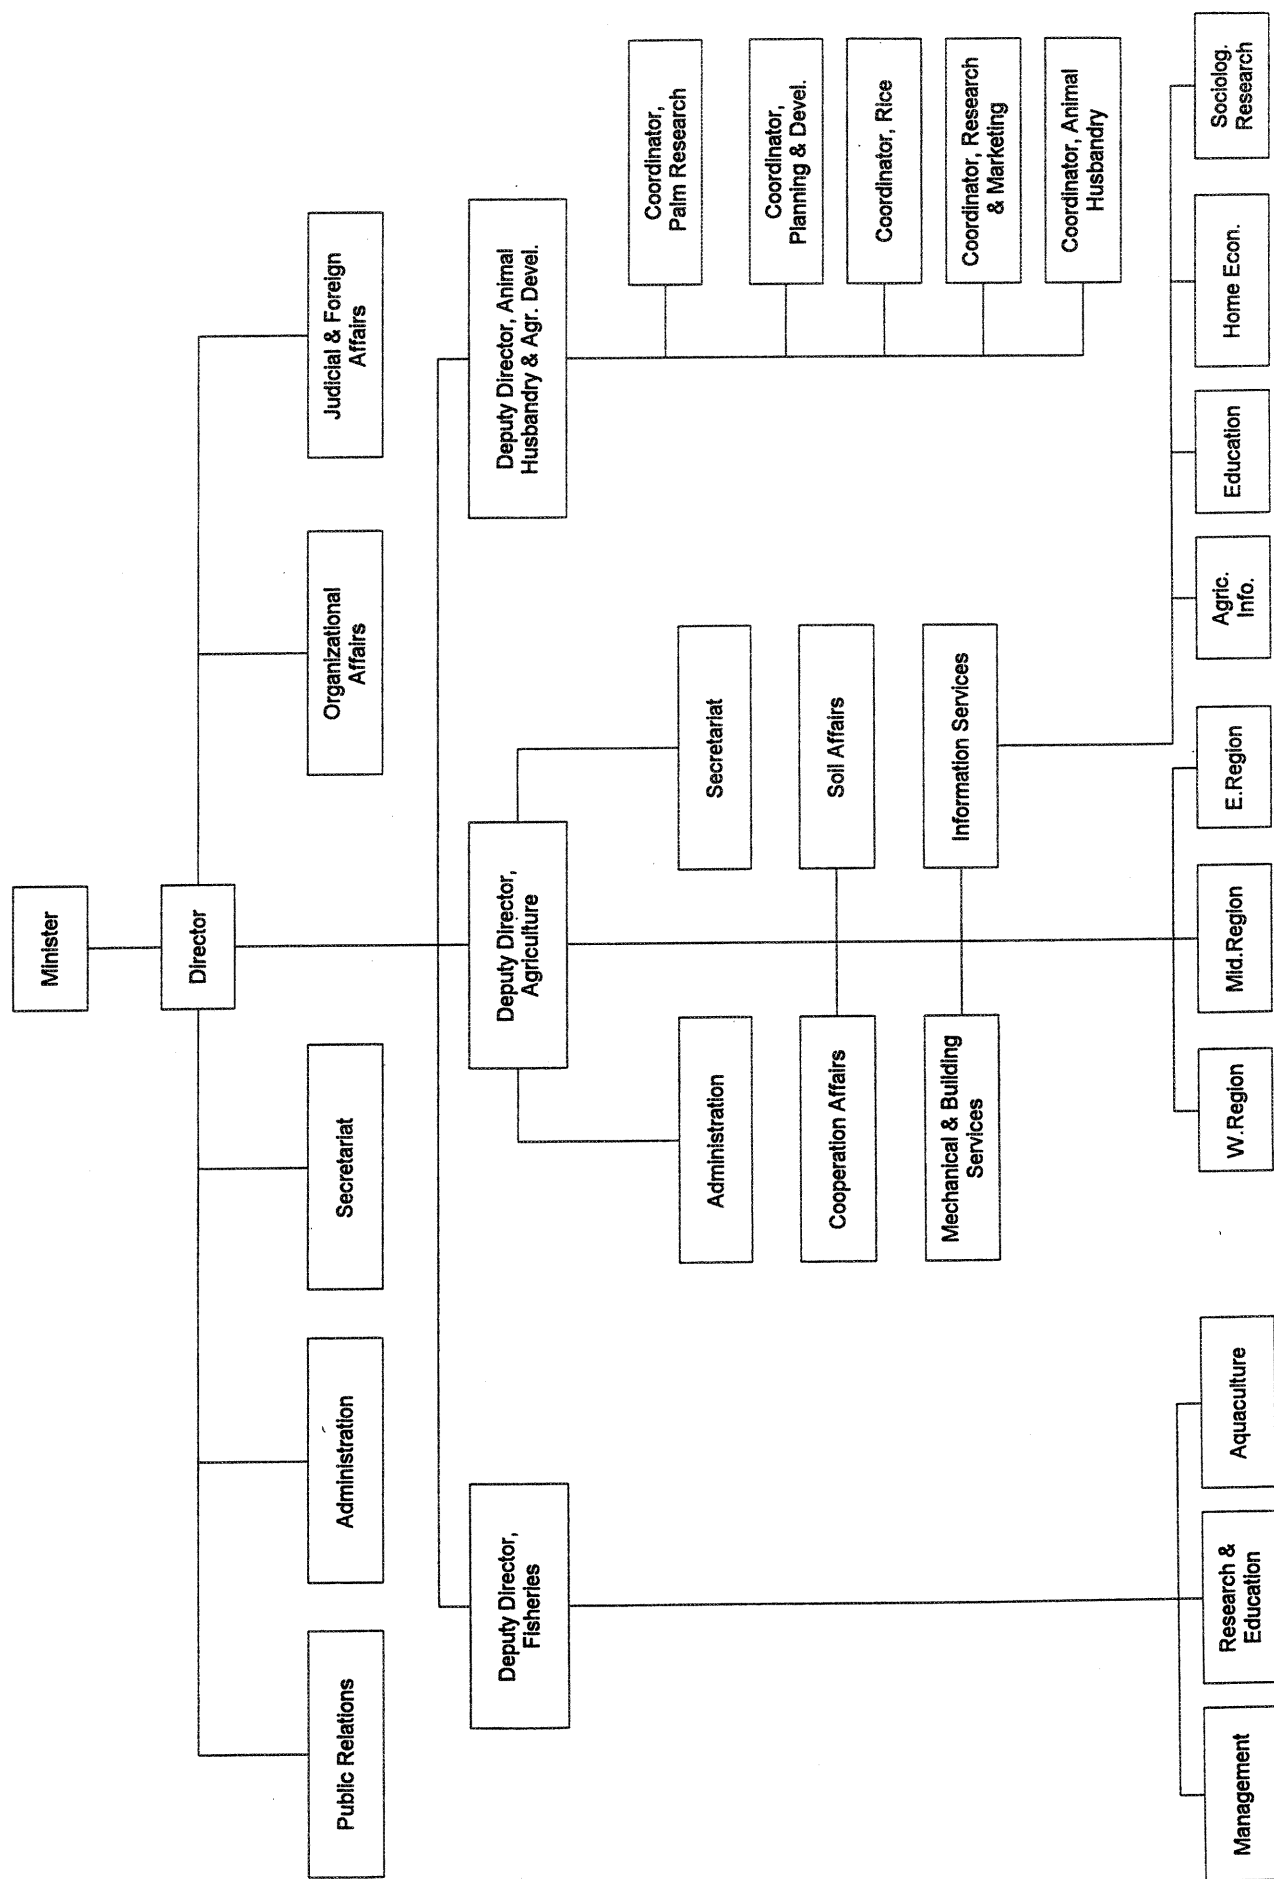 Minister
Director
Public Relations
Administration
Secretariat
Organizational
Affairs
Judicial & Foreign
Affairs
Deputy Director,
Fisheries
Deputy Director,
Agriculture
Deputy Director, Animal
Husbandry & Agr. Devel.
Administration
Secretariat
Cooperation Affairs
Soil Affairs
Mechanical & Building
Services
Information Services
Coordinator,
Palm Research
Coordinator,
Planning & Devel.
Coordinator, Rice
Coordinator, Research
& Marketing
Coordinator, Animal
Husbandry
Management
Research &
Education
Aquaculture
W.Region
Mid.Region
E.Region
Agric.
Info.
Education
Home Econ.
Sociolog.
Research